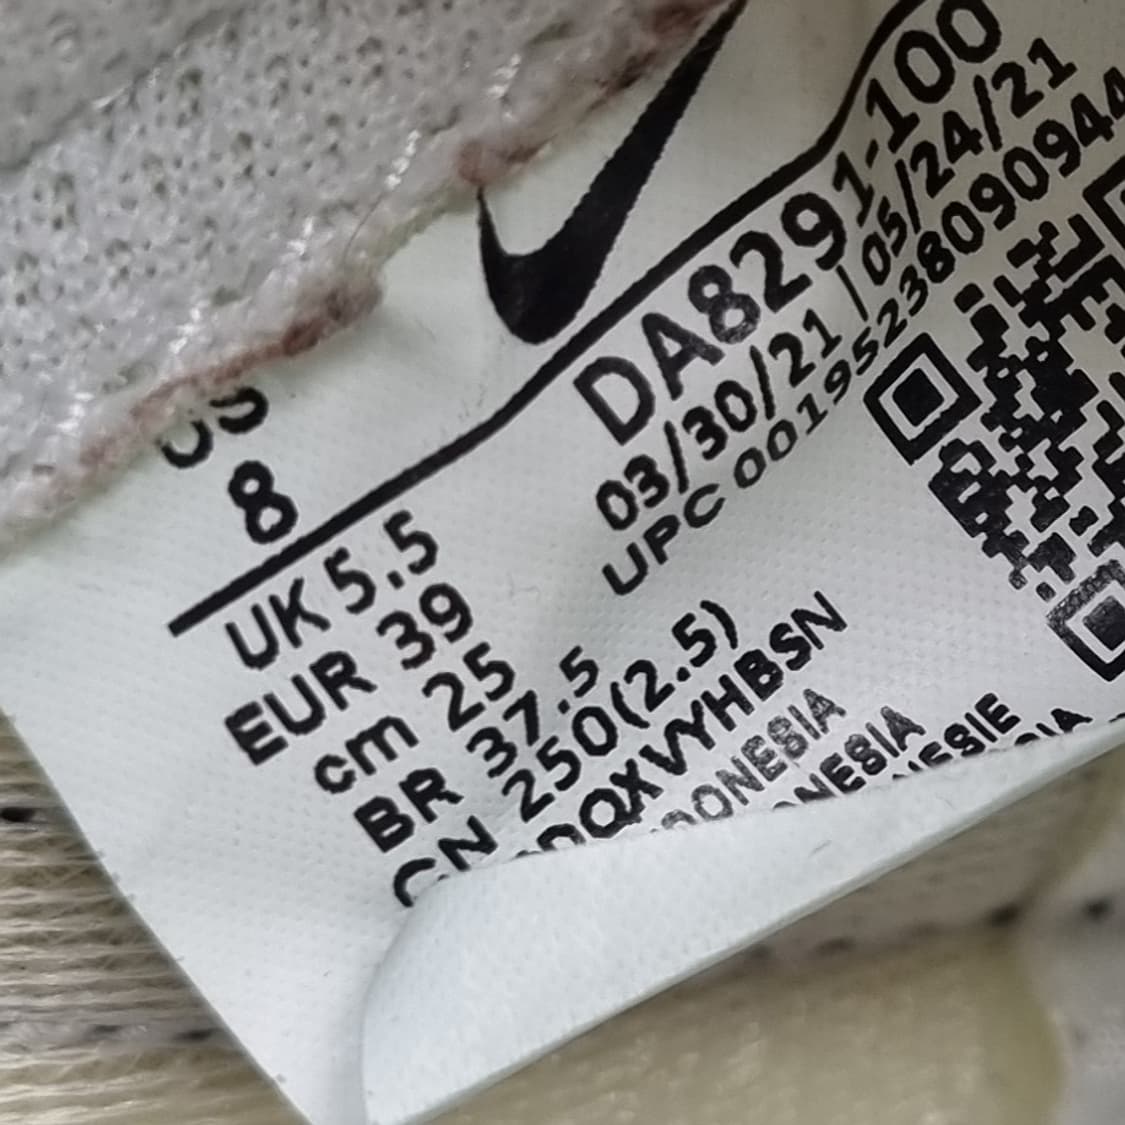 US
8
UK 5.5
EUR 39
cm 25
BR 37.5
CN 250(2.5)
DA8291-100
03/30/21 | 05/24/21
UPC 00195238090944